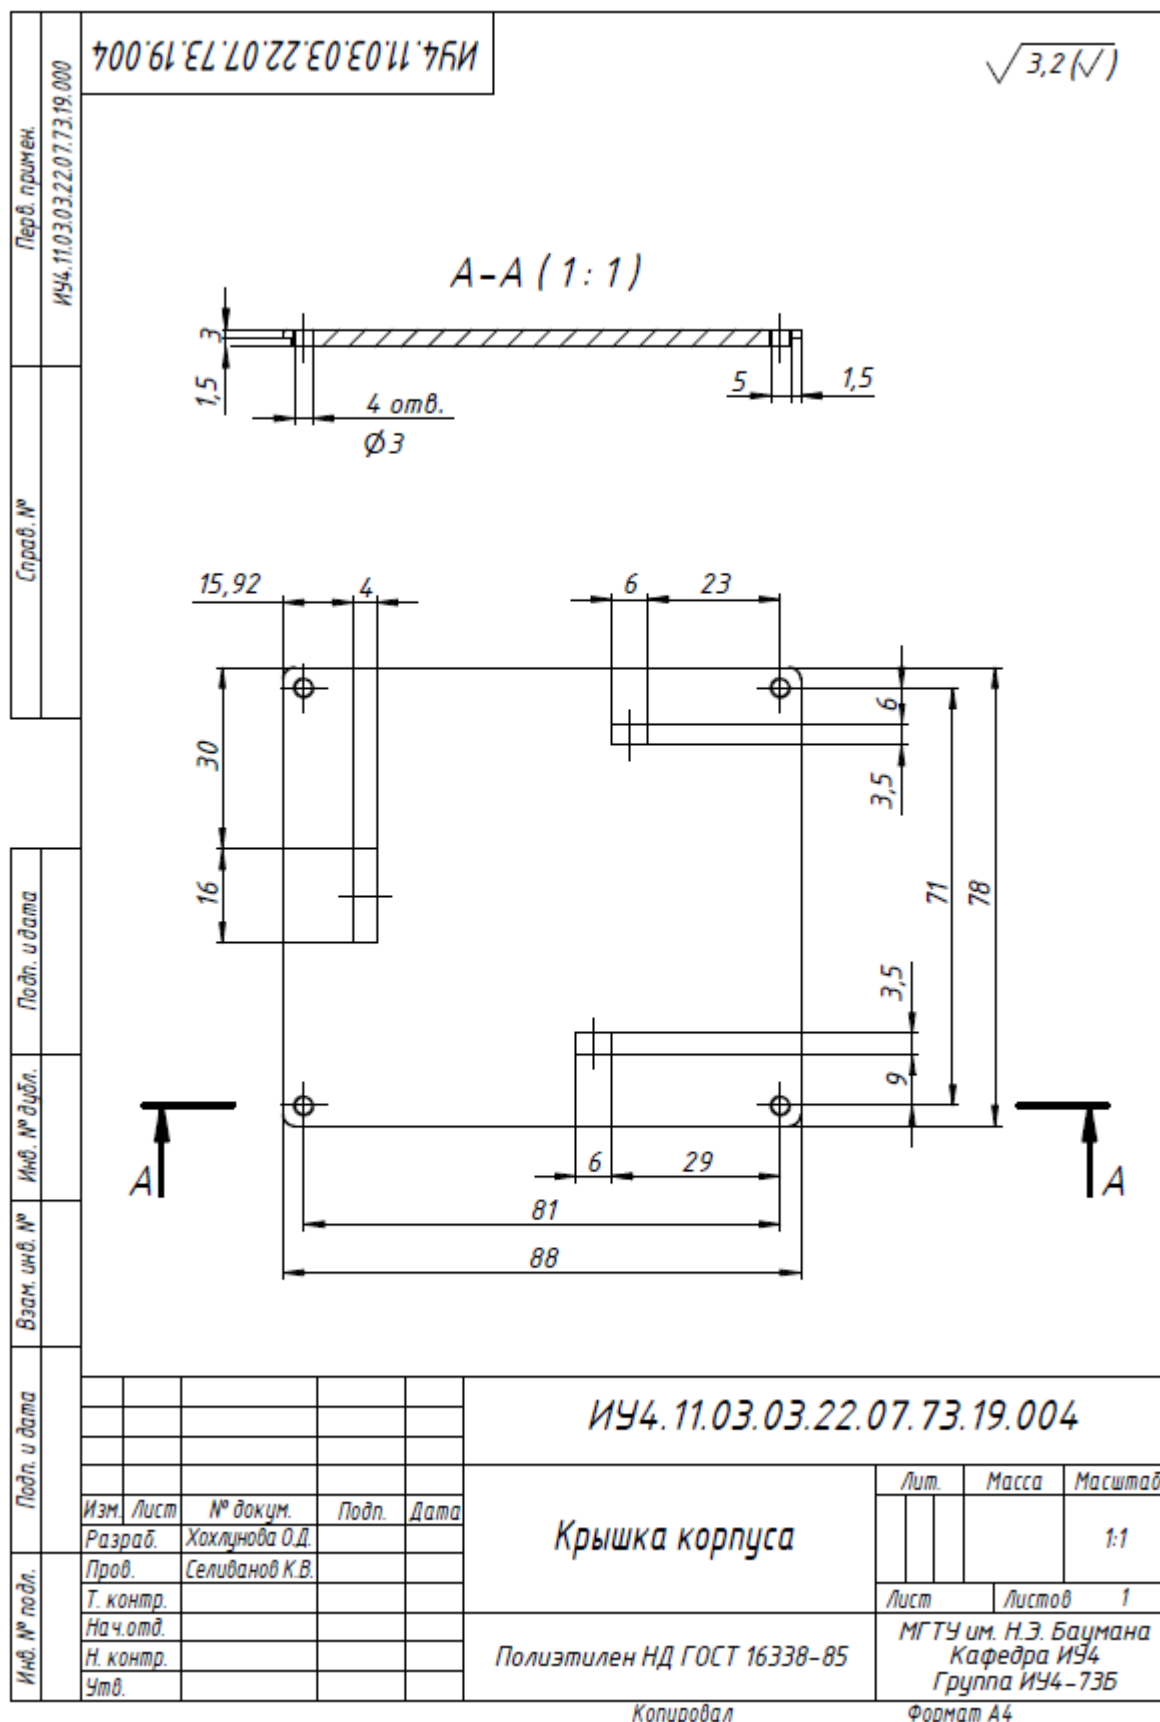 ИУ4.11.03.03.22.07.73.19.004
3,2 (√)
Перв. примен.
ИУ4.11.03.03.22.07.73.19.000
Справ. №
Подп. и дата
Инв. № дубл.
Взам. инв. №
Подп. и дата
Инв. № подл.
А-А (1:1)
3
1,5
4 отв.
Ø3
5
1,5
15,92
4
6
23
30
16
6
3,5
71
78
3,5
9
6
29
81
88
А
А
ИУ4.11.03.03.22.07.73.19.004
Изм. Лист № докум. Подп. Дата
Разраб. Хохлунова О.Д.
Пров. Селиванов К.В.
Т. контр.
Нач.отд.
Н. контр.
Утв.
Крышка корпуса
Полиэтилен НД ГОСТ 16338-85
Лит. Масса Масштаб
1:1
Лист Листов 1
МГТУ им. Н.Э. Баумана
Кафедра ИУ4
Группа ИУ4-73Б
Копировал Формат А4